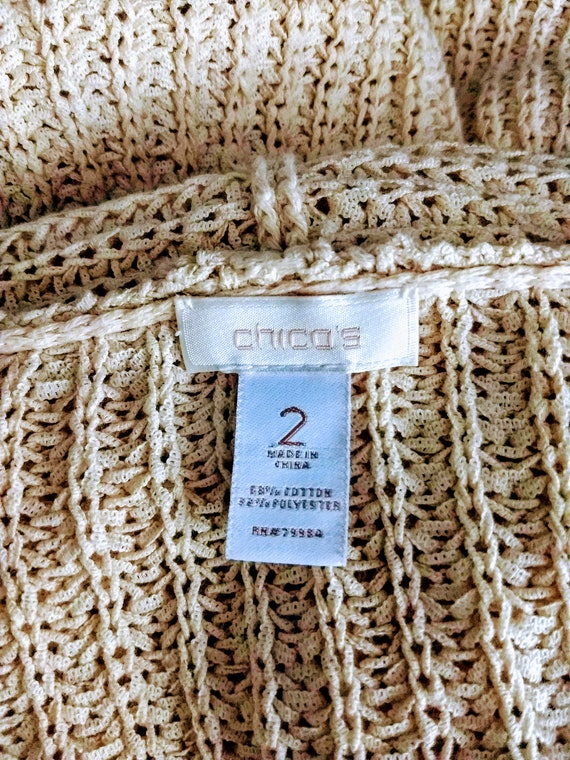 chico's
2
MADE IN
CHINA
68% COTTON
32% POLYESTER
RN#79984